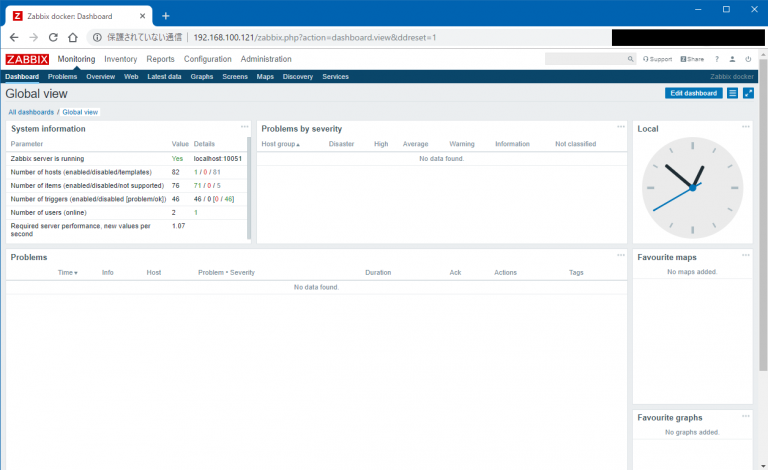 Zabbix docker: Dashboard
保護されていない通信 | 192.168.100.121/zabbix.php?action=dashboard.view&ddreset=1
ZABBIX Monitoring Inventory Reports Configuration Administration Support Share ?
Dashboard Problems Overview Web Latest data Graphs Screens Maps Discovery Services Zabbix docker
Global view Edit dashboard
All dashboards / Global view
System information
Parameter Value Details
Zabbix server is running Yes localhost:10051
Number of hosts (enabled/disabled/templates) 82 1 / 0 / 81
Number of items (enabled/disabled/not supported) 76 71 / 0 / 5
Number of triggers (enabled/disabled [problem/ok]) 46 46 / 0 [0 / 46]
Number of users (online) 2 1
Required server performance, new values per
second 1.07
Problems by severity
Host group Disaster High Average Warning Information Not classified
No data found.
Local
Problems
Time Info Host Problem • Severity Duration Ack Actions Tags
No data found.
Favourite maps
No maps added.
Favourite graphs
No graphs added.